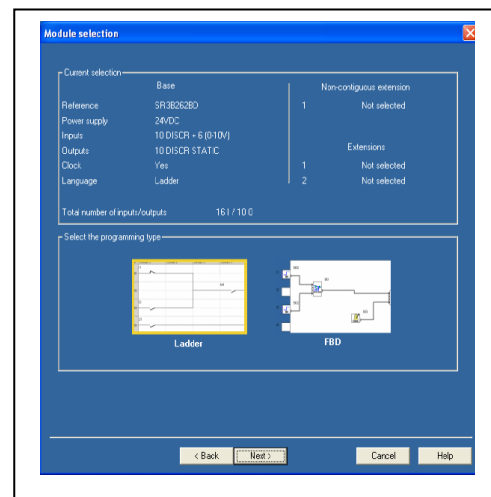 Module selection
Current selection
Base
Non-contiguous extension
Reference SR3B262BD
1 Not selected
Power supply 24VDC
Inputs 10 DISCR + 6 (0-10V)
Outputs 10 DISCR STATIC
Extensions
Clock Yes
1 Not selected
Language Ladder
2 Not selected
Total number of inputs/outputs 16 I / 10 O
Select the programming type
Ladder
FBD
< Back
Next >
Cancel
Help